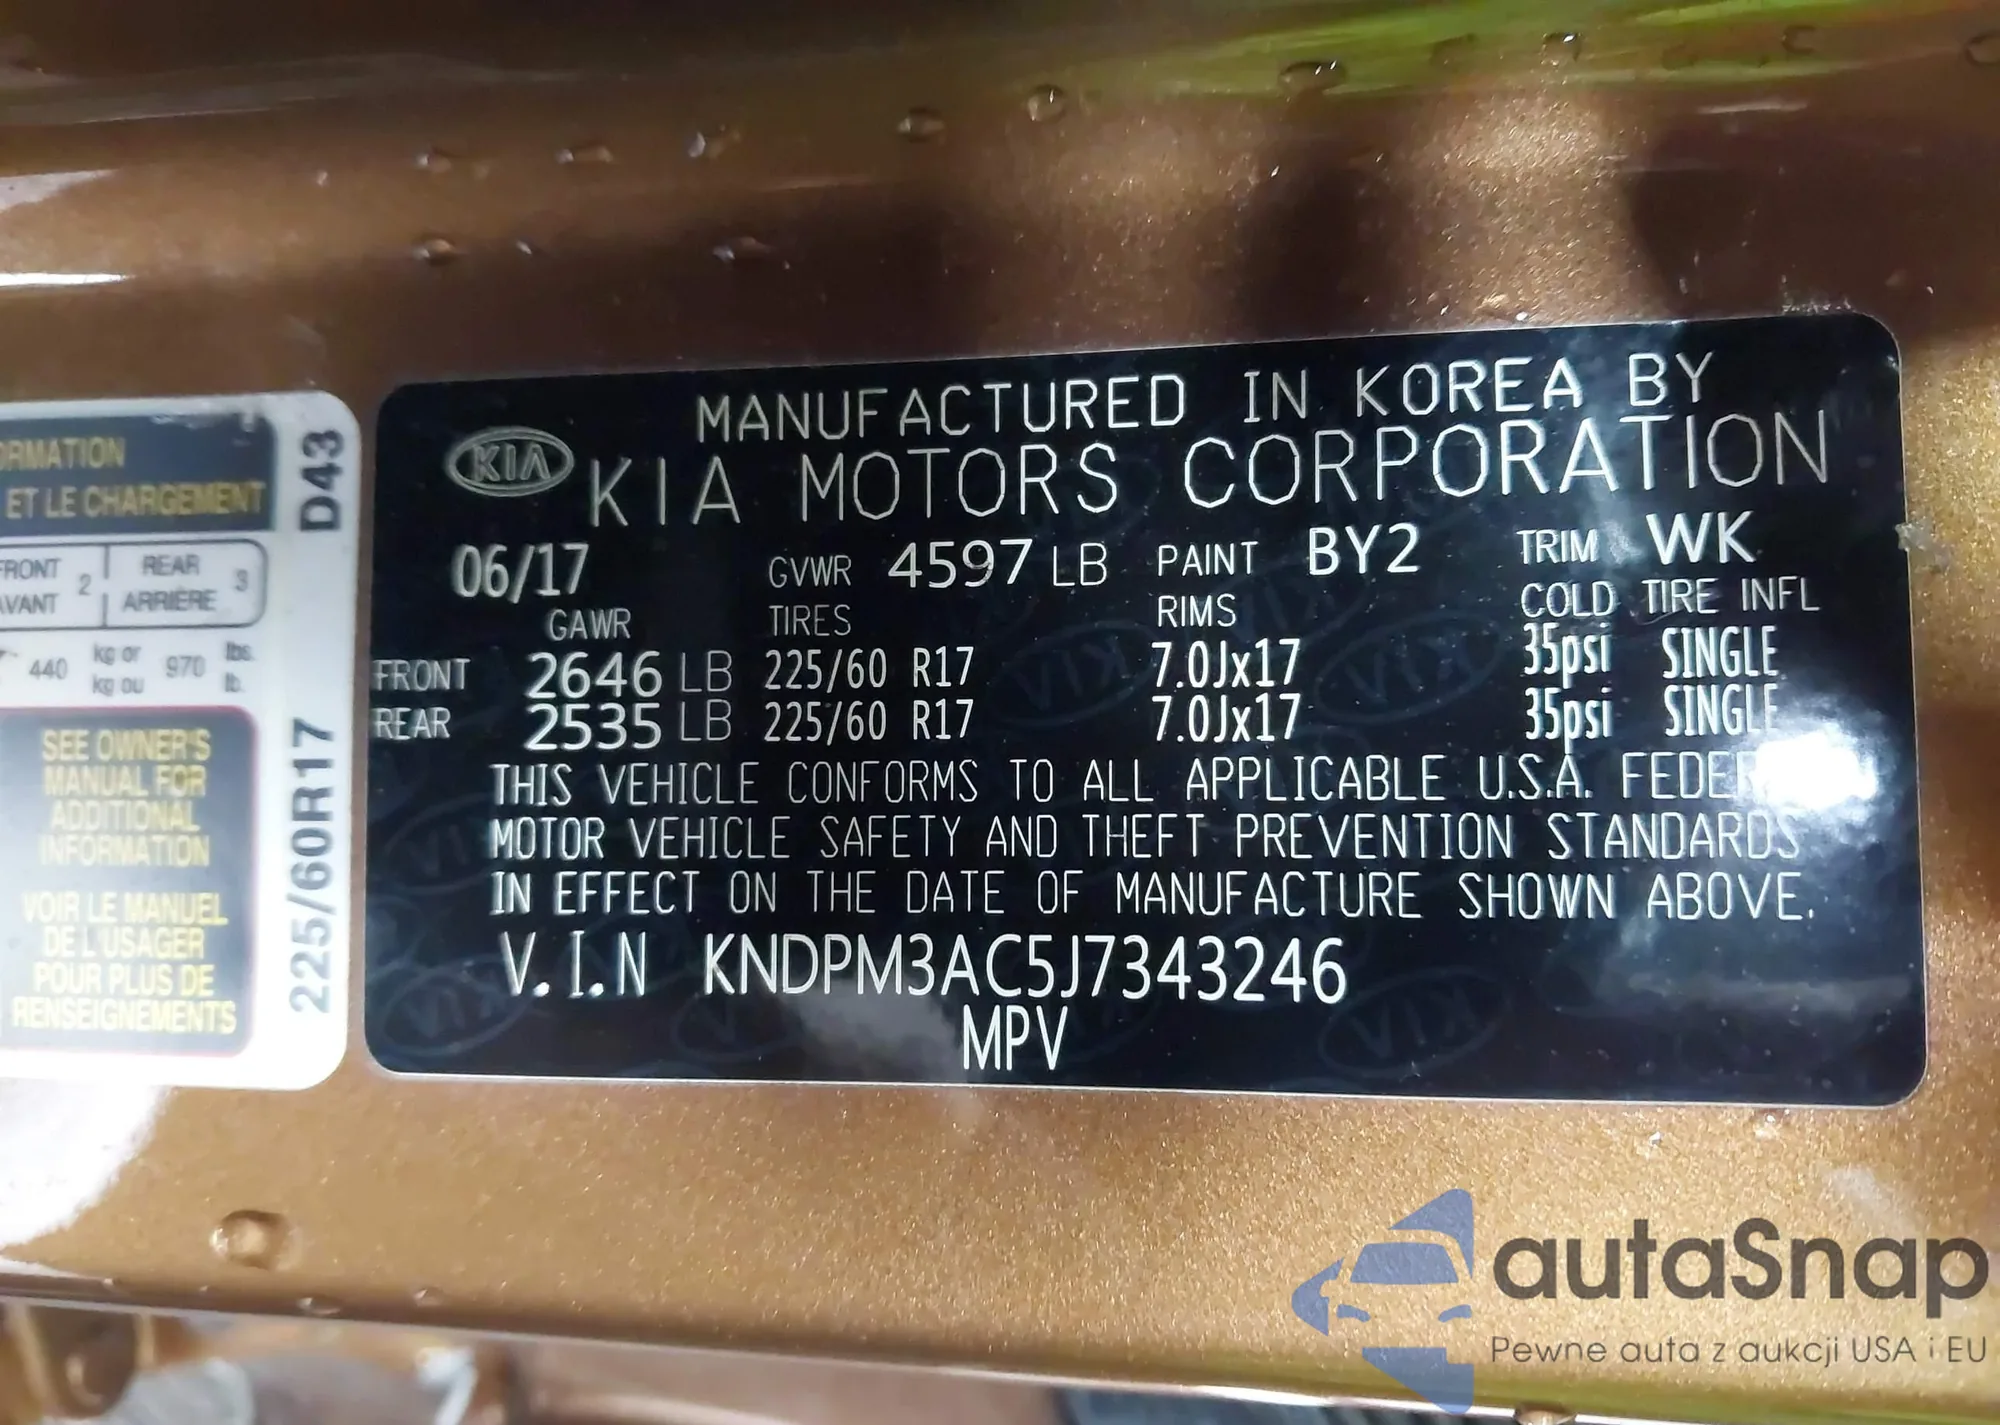 ORMATION
ET LE CHARGEMENT
FRONT 2 REAR 3
AVANT ARRIÈRE
440 kg or 970 lbs.
kg ou lb.
SEE OWNER'S
MANUAL FOR
ADDITIONAL
INFORMATION
VOIR LE MANUEL
DE L'USAGER
POUR PLUS DE
RENSEIGNEMENTS
D43
225/60R17
MANUFACTURED IN KOREA BY
KIA KIA MOTORS CORPORATION
06/17 GVWR 4597 LB PAINT BY2 TRIM WK
GAWR TIRES RIMS COLD TIRE INFL
FRONT 2646 LB 225/60 R17 7.0Jx17 35psi SINGLE
REAR 2535 LB 225/60 R17 7.0Jx17 35psi SINGLE
THIS VEHICLE CONFORMS TO ALL APPLICABLE U.S.A. FEDER
MOTOR VEHICLE SAFETY AND THEFT PREVENTION STANDARDS
IN EFFECT ON THE DATE OF MANUFACTURE SHOWN ABOVE.
V.I.N KNDPM3AC5J7343246
MPV
autaSnap
Pewne auta z aukcji USA i EU